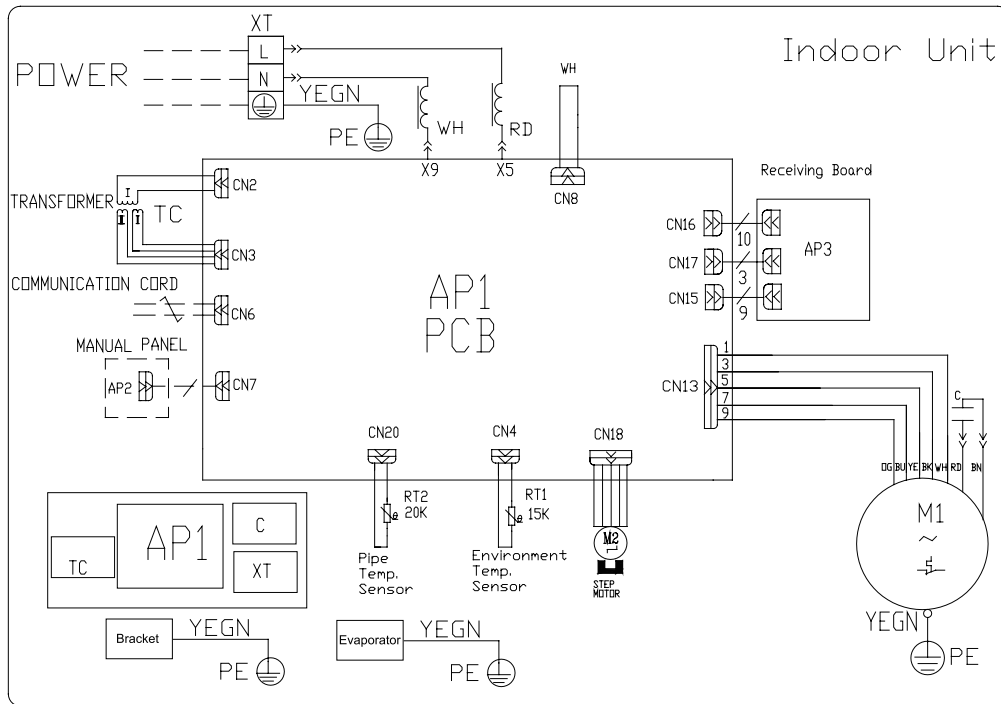 XT
L
N
POWER
YEGN
PE
WH
RD
WH
Indoor Unit
X9
X5
CN8
Receiving Board
CN2
TRANSFORMER
I
II
TC
CN3
COMMUNICATION CORD
CN6
MANUAL PANEL
AP2
CN7
AP1
PCB
CN16
10
CN17
3
CN15
9
AP3
CN13
1
3
5
7
9
C
OG BU YE BK WH RD BN
M1
~
YEGN
PE
CN20
CN4
CN18
RT2
20K
RT1
15K
M2
Pipe
Temp.
Sensor
Environment
Temp.
Sensor
STEP
MOTOR
TC
AP1
C
XT
Bracket
YEGN
PE
Evaporator
YEGN
PE